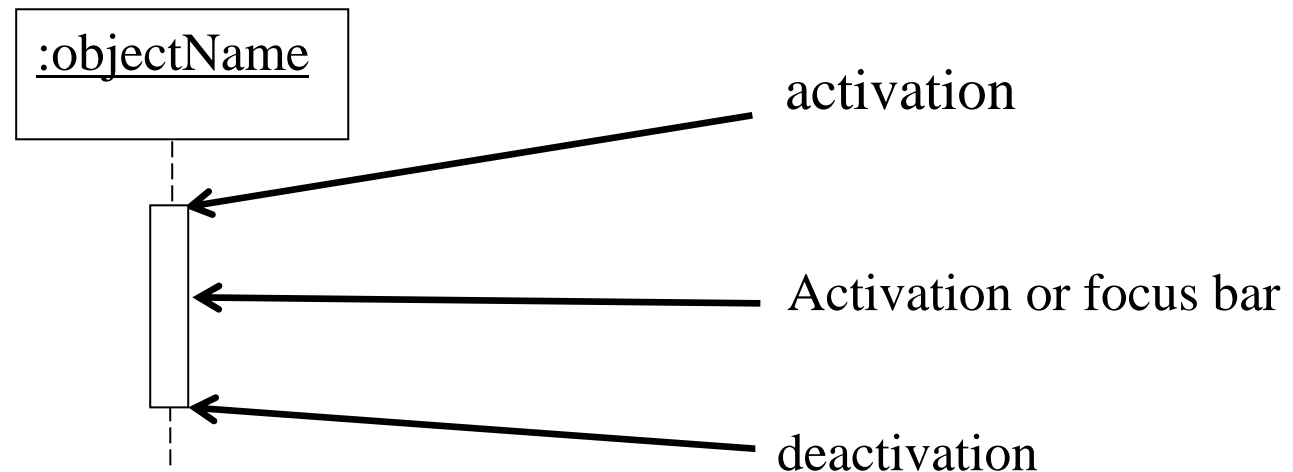 :objectName
activation
Activation or focus bar
deactivation